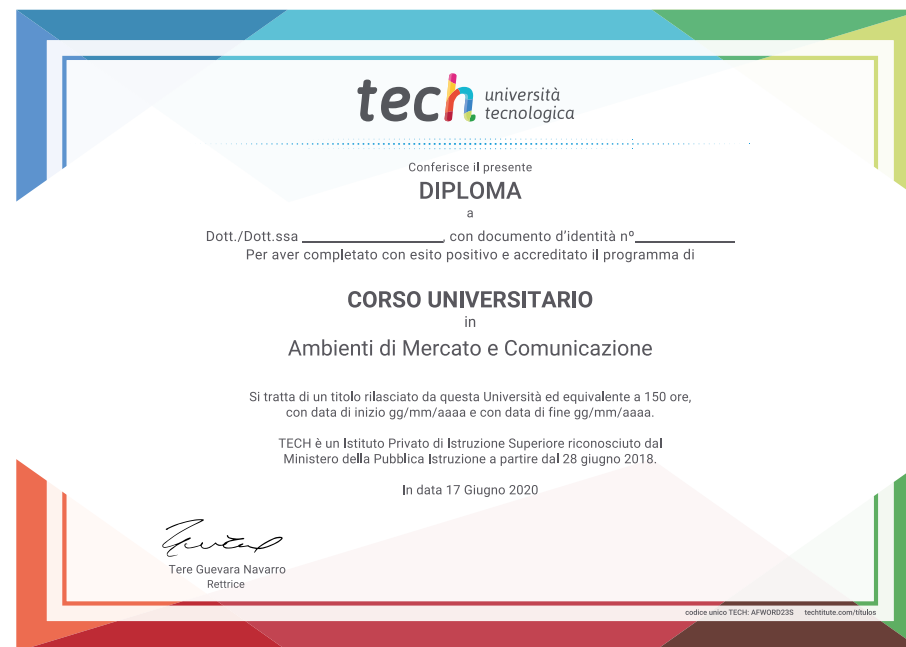 tech università
tecnologica
Conferisce il presente
DIPLOMA
a
Dott./Dott.ssa ____________________, con documento d'identità nº______________
Per aver completato con esito positivo e accreditato il programma di
CORSO UNIVERSITARIO
in
Ambienti di Mercato e Comunicazione
Si tratta di un titolo rilasciato da questa Università ed equivalente a 150 ore,
con data di inizio gg/mm/aaaa e con data di fine gg/mm/aaaa.
TECH è un Istituto Privato di Istruzione Superiore riconosciuto dal
Ministero della Pubblica Istruzione a partire dal 28 giugno 2018.
In data 17 Giugno 2020
Tere Guevara Navarro
Rettrice
codice unico TECH: AFWORD23S techtitute.com/titulos